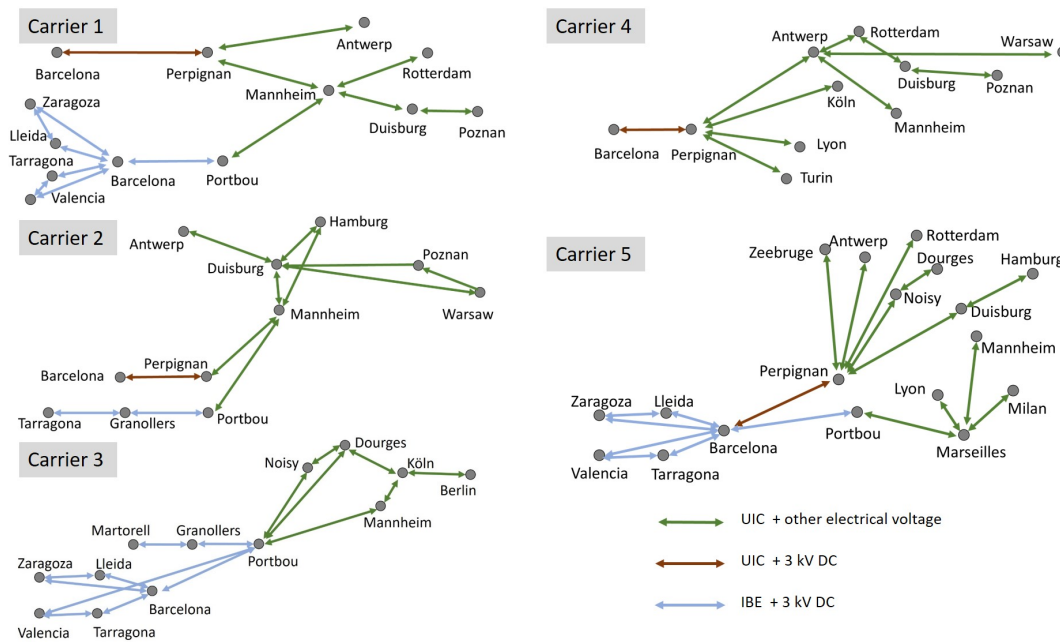 Carrier 1
Antwerp
Barcelona
Perpignan
Rotterdam
Mannheim
Zaragoza
Duisburg
Poznan
Lleida
Tarragona
Barcelona
Portbou
Valencia
Carrier 4
Rotterdam
Antwerp
Warsaw
Duisburg
Poznan
Köln
Mannheim
Barcelona
Perpignan
Lyon
Turin
Carrier 2
Hamburg
Antwerp
Duisburg
Poznan
Warsaw
Mannheim
Perpignan
Barcelona
Tarragona
Granollers
Portbou
Carrier 5
Rotterdam
Antwerp
Zeebruge
Dourges
Hamburg
Noisy
Duisburg
Mannheim
Perpignan
Lyon
Milan
Zaragoza
Lleida
Barcelona
Portbou
Marseilles
Valencia
Tarragona
Carrier 3
Dourges
Noisy
Köln
Berlin
Mannheim
Martorell
Granollers
Portbou
Zaragoza
Lleida
Barcelona
Valencia
Tarragona
UIC + other electrical voltage
UIC + 3 kV DC
IBE + 3 kV DC